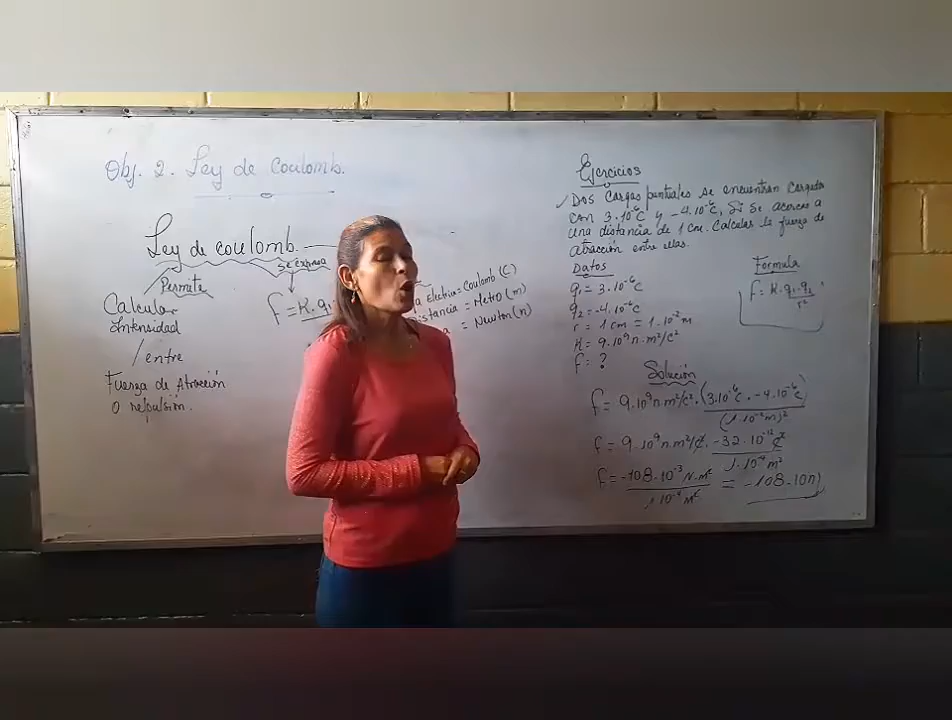 Obj. 2. Ley de Coulomb.
Ley de coulomb.
Permite
Se expresa
Calcular
Intensidad
/ entre
Fuerza de Atracción
o repulsión.
F = K.q₁.
a Electrica = Coulomb (C)
istancia = Metro (m)
a = Newton (n)
Ejercicios
Dos cargas puntuales se encuentran cargadas
con 3.10⁻⁶C y -4.10⁻⁶C, Si se acercan a
una distancia de 1 cm. Calcular la fuerza de
atracción entre ellas.
Datos
q₁ = 3.10⁻⁶C
q₂ = -4.10⁻⁶C
r = 1 cm = 1.10⁻² m
K = 9.10⁹ n.m²/c²
F = ?
Formula
F = K.q₁.q₂
r²
Solución
F = 9.10⁹ n.m²/c². (3.10⁻⁶C . -4.10⁻⁶C)
(1.10⁻² m)²
F = 9.10⁹ n.m²/c². -32.10⁻¹² C²
1.10⁻⁴ m²
F = -108.10⁻³ N.m² = -108.10n
1.10⁻⁴ m²